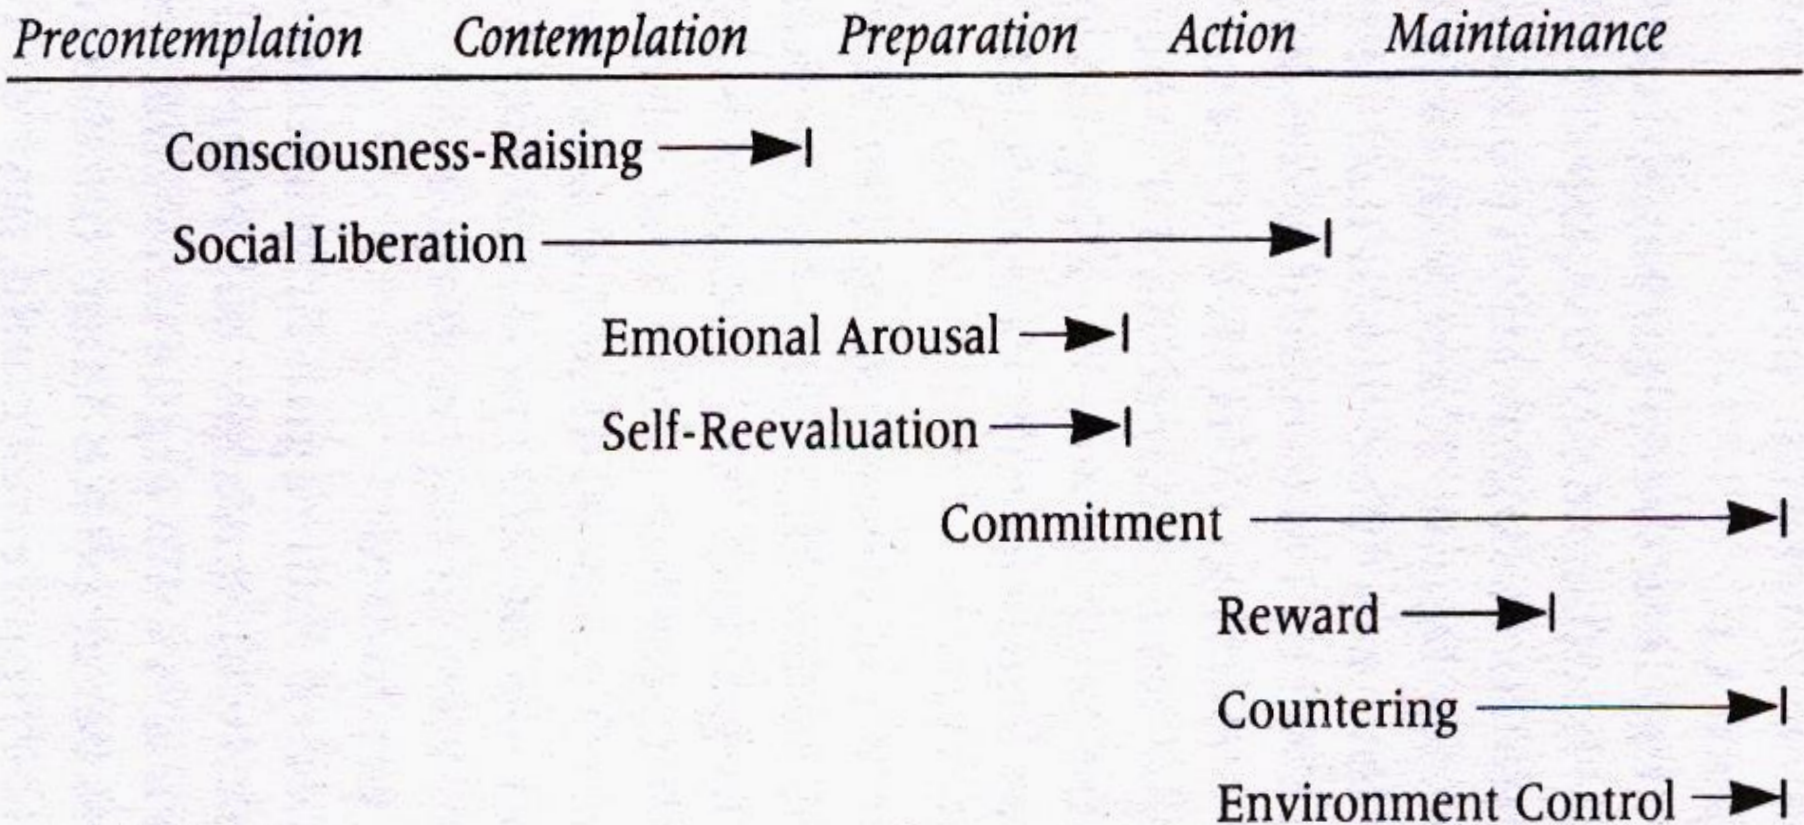 Precontemplation Contemplation Preparation Action Maintainance
Consciousness-Raising
Social Liberation
Emotional Arousal
Self-Reevaluation
Commitment
Reward
Countering
Environment Control